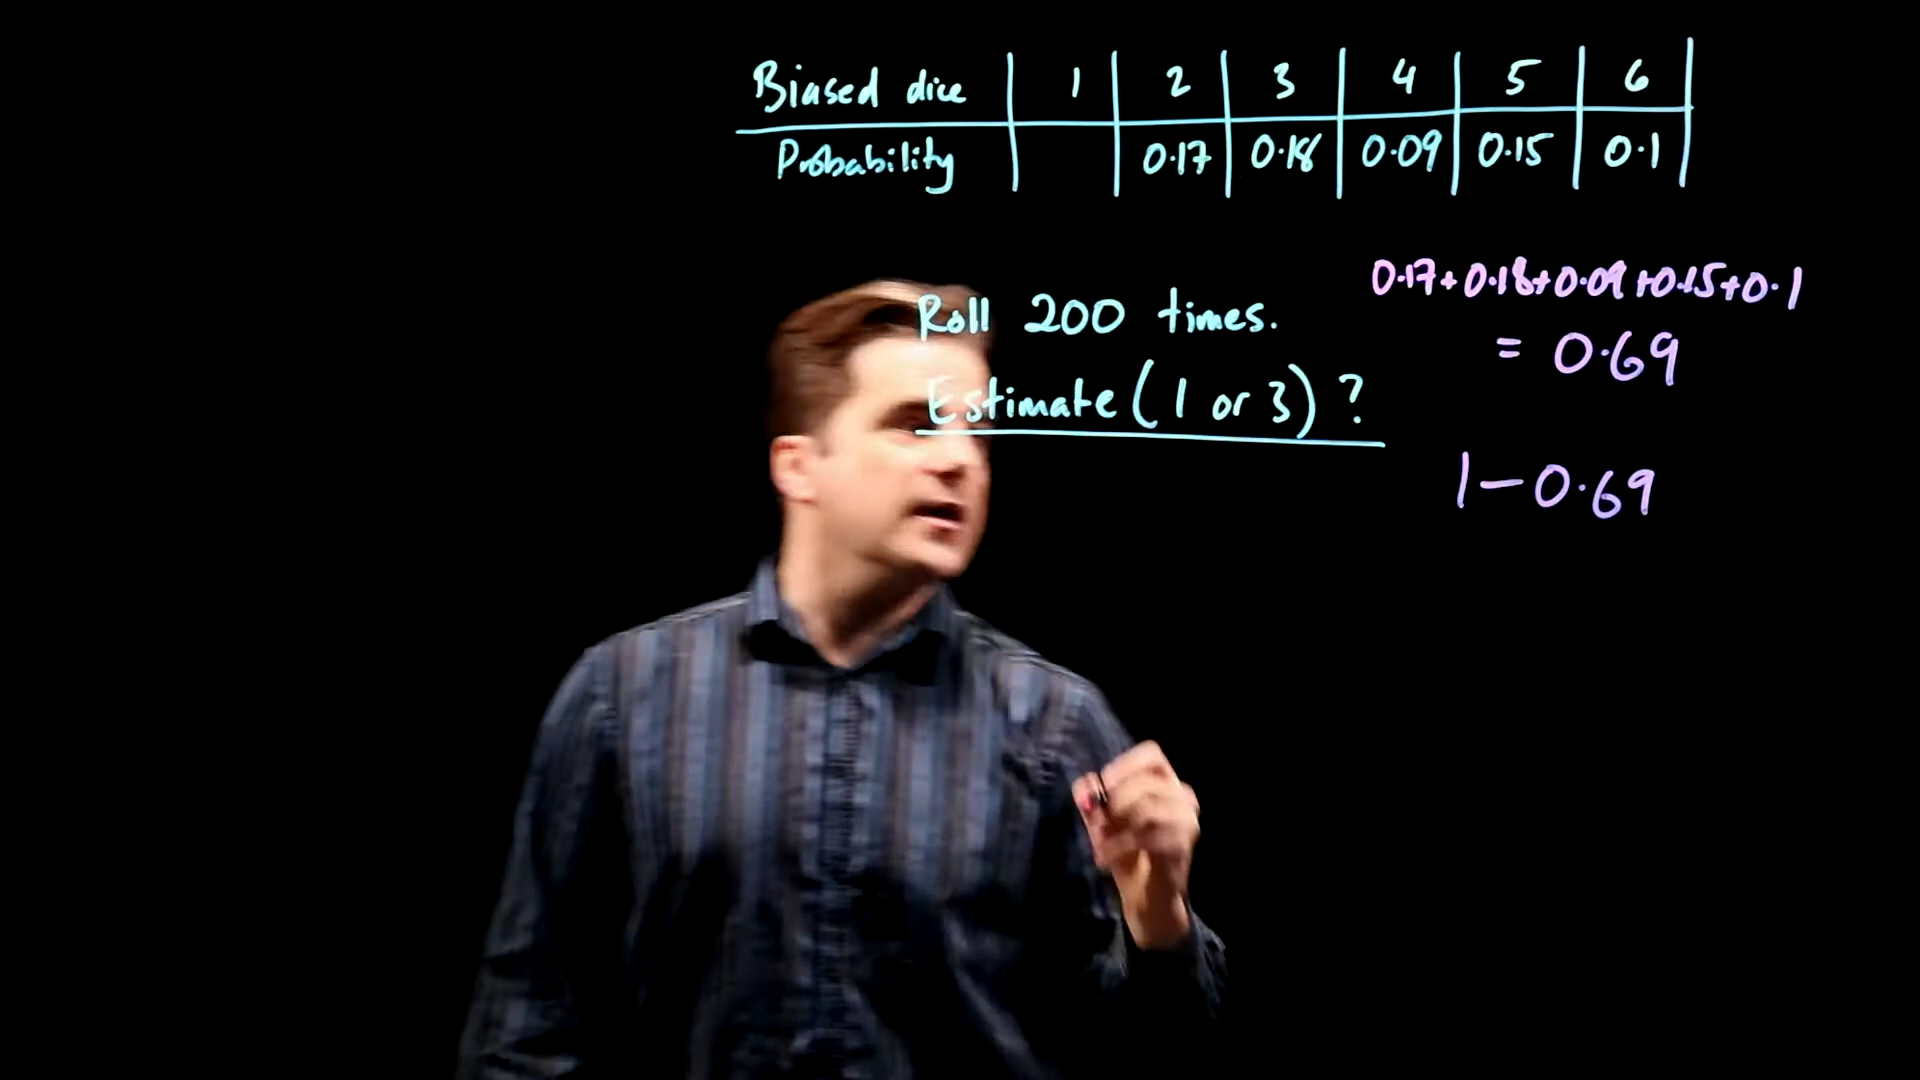 Biased dice 1 2 3 4 5 6
Probability 0.17 0.18 0.09 0.15 0.1
0.17+0.18+0.09+0.15+0.1
Roll 200 times.
= 0.69
Estimate (1 or 3) ?
1-0.69